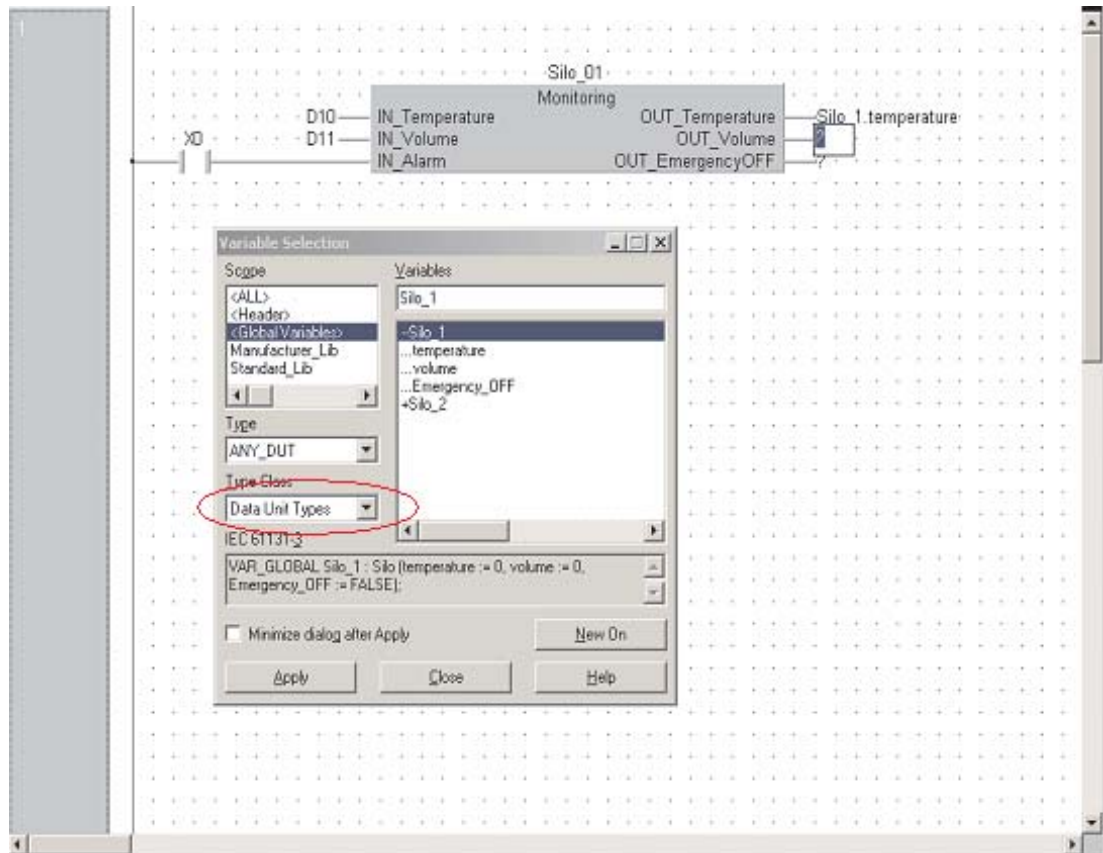 1
Silo_01
Monitoring
D10 IN_Temperature OUT_Temperature Silo_1.temperature
X0 D11 IN_Volume OUT_Volume ?
IN_Alarm OUT_EmergencyOFF ?
Variable Selection
Scope Variables
<ALL> Silo_1
<Header>
<Global Variables> -Silo_1
Manufacturer_Lib ...temperature
Standard_Lib ...volume
...Emergency_OFF
+Silo_2
Type
ANY_DUT
Type Class
Data Unit Types
IEC 61131-3
VAR_GLOBAL Silo_1 : Silo (temperature := 0, volume := 0,
Emergency_OFF := FALSE);
Minimize dialog after Apply New On
Apply Close Help